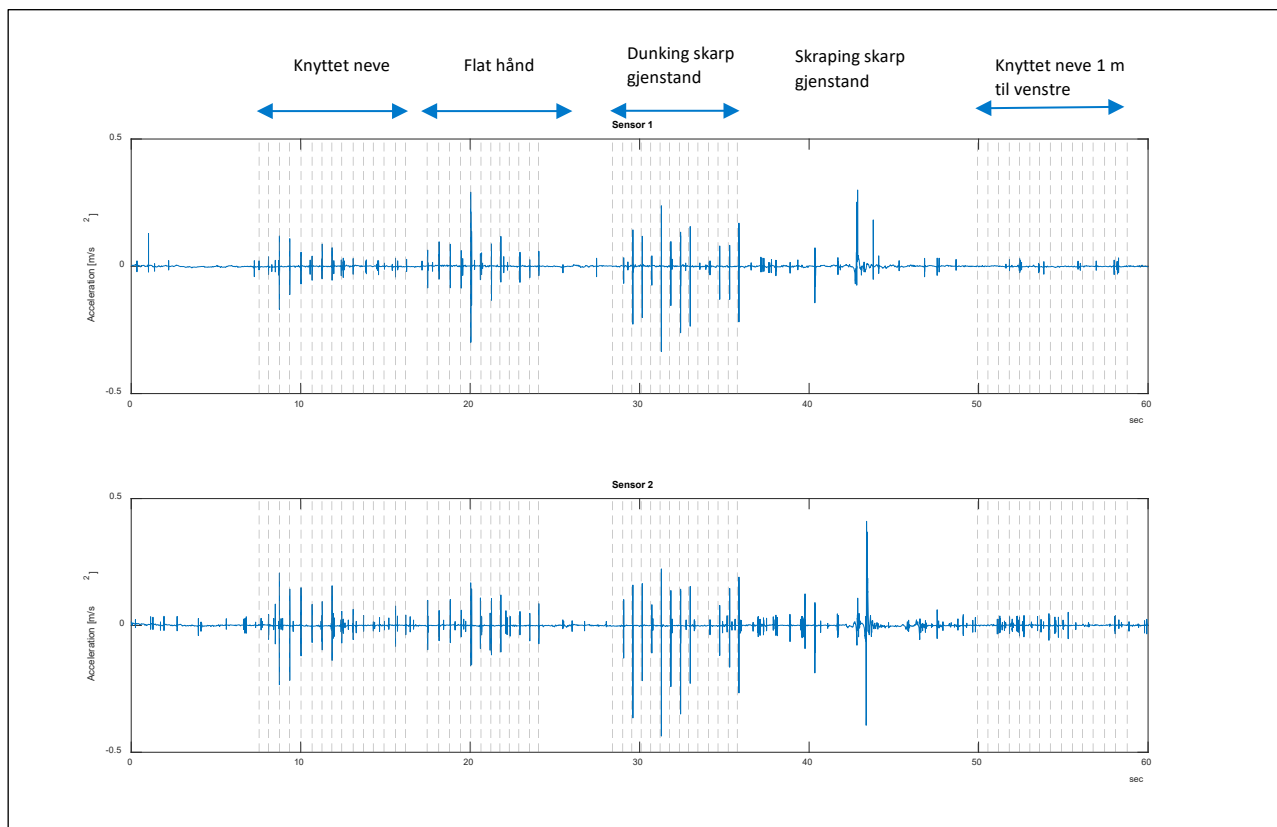 Knyttet neve
Flat hånd
Dunking skarp
gjenstand
Skraping skarp
gjenstand
Knyttet neve 1 m
til venstre
Sensor 1
0.5
0
-0.5
Acceleration [m/s 2 ]
0 10 20 30 40 50 60
sec
Sensor 2
0.5
0
-0.5
Acceleration [m/s 2 ]
0 10 20 30 40 50 60
sec